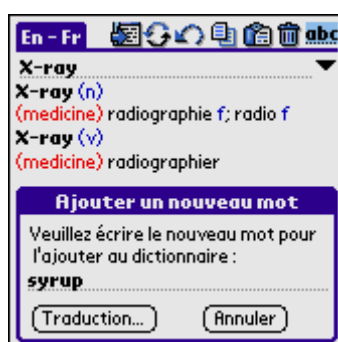 En - Fr abc
X-ray
X-ray (n)
(medicine) radiographie f; radio f
X-ray (v)
(medicine) radiographier
Ajouter un nouveau mot
Veuillez écrire le nouveau mot pour
l'ajouter au dictionnaire :
syrup
Traduction... Annuler